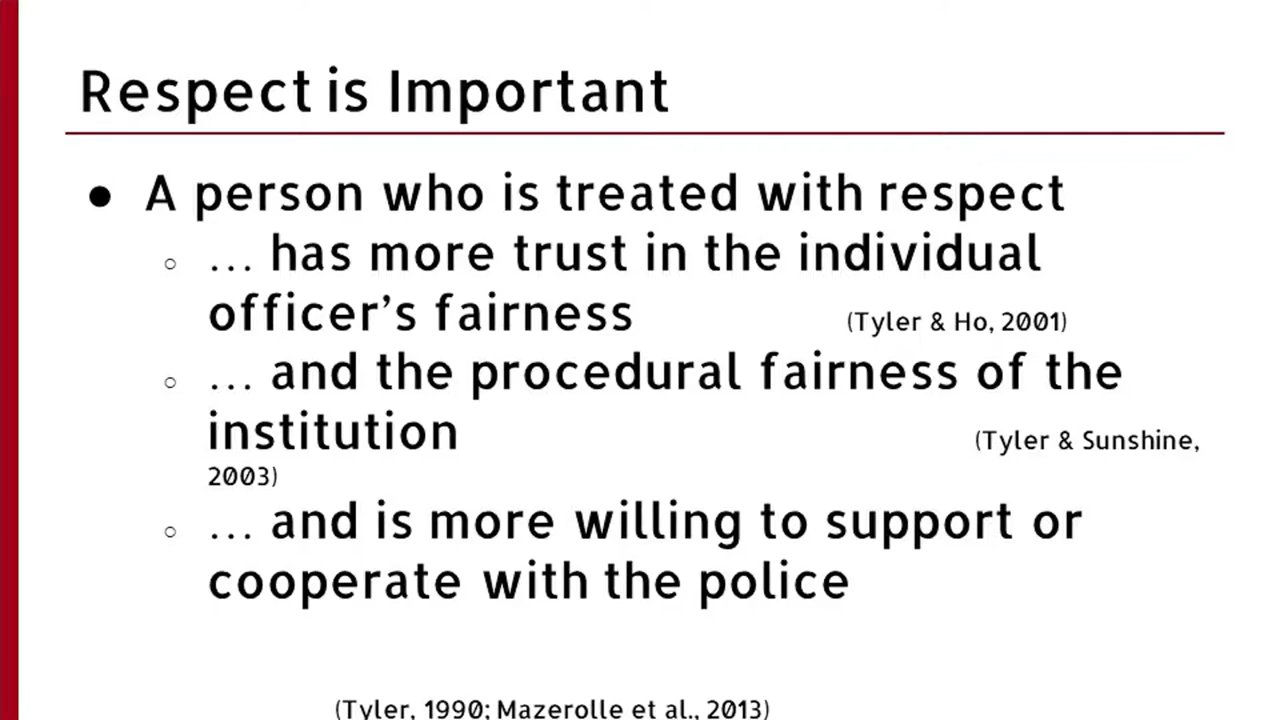 Respect is Important
● A person who is treated with respect
○ … has more trust in the individual
officer’s fairness (Tyler & Ho, 2001)
○ … and the procedural fairness of the
institution (Tyler & Sunshine,
2003)
○ … and is more willing to support or
cooperate with the police
(Tyler, 1990; Mazerolle et al., 2013)